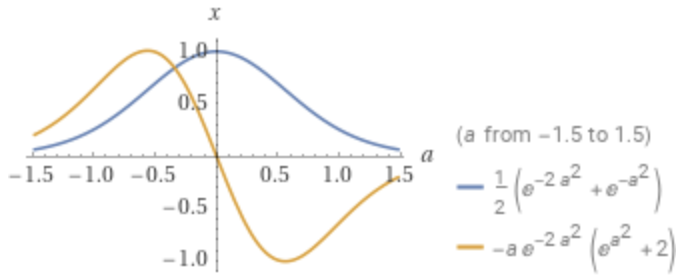 x
1.0
0.5
-1.5 -1.0 -0.5 0.5 1.0 1.5 a
-0.5
-1.0
(a from -1.5 to 1.5)
1/2 (e^{-2 a^2} + e^{-a^2})
-a e^{-2 a^2} (e^{a^2} + 2)